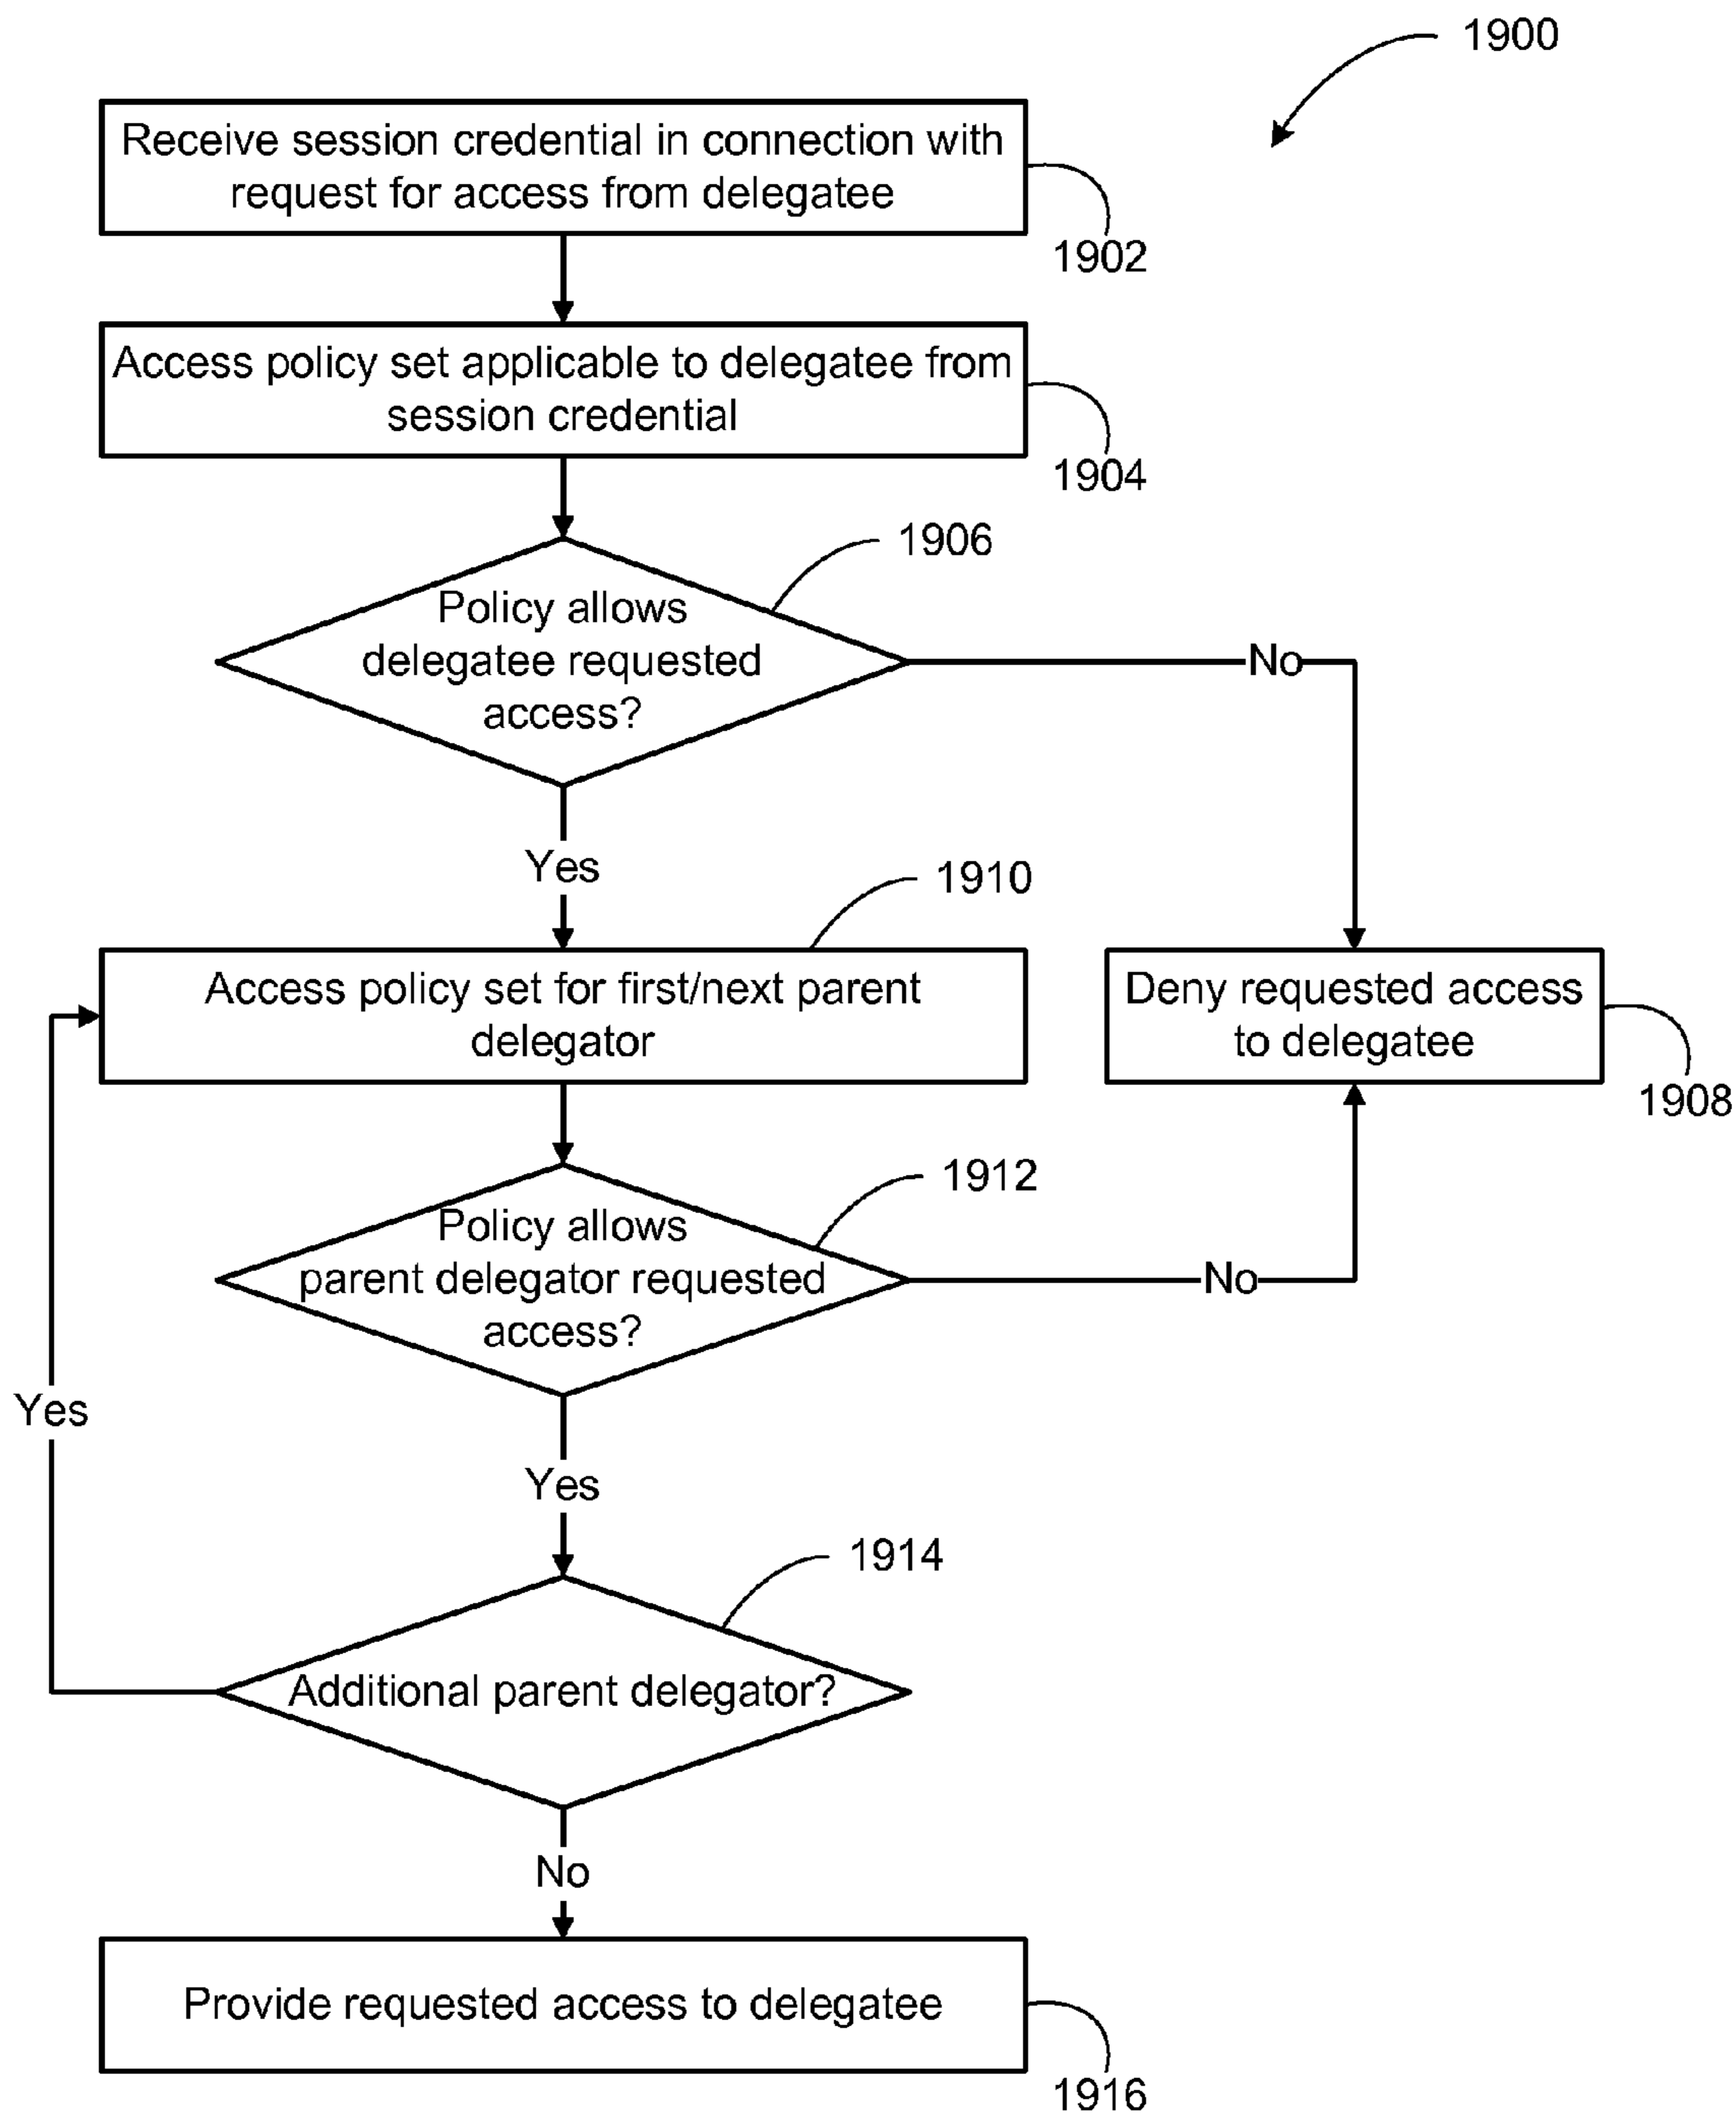 1900
Receive session credential in connection with
request for access from delegatee
1902
Access policy set applicable to delegatee from
session credential
1904
1906
Policy allows
delegatee requested
access?
No
Yes
1910
Access policy set for first/next parent
delegator
Deny requested access
to delegatee
1908
1912
Policy allows
parent delegator requested
access?
No
Yes
Yes
1914
Additional parent delegator?
No
Provide requested access to delegatee
1916